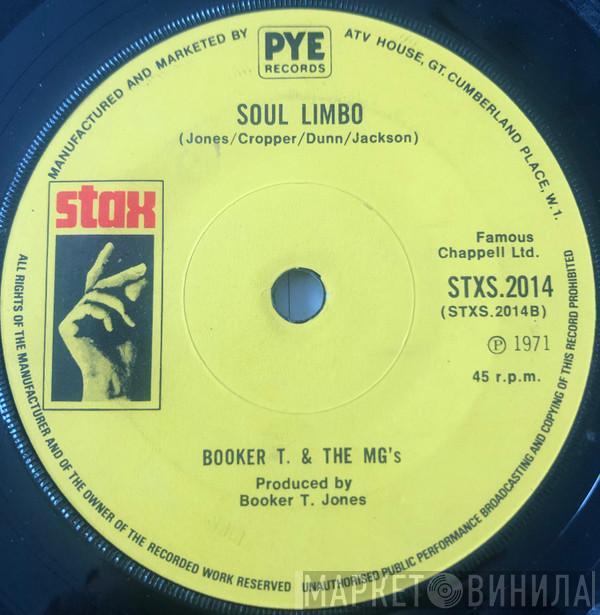 MANUFACTURED AND MARKETED BY
PYE
RECORDS
ATV HOUSE, GT. CUMBERLAND PLACE, W.1.
SOUL LIMBO
(Jones/Cropper/Dunn/Jackson)
stax
Famous
Chappell Ltd.
STXS.2014
(STXS.2014B)
Ⓟ 1971
45 r.p.m.
BOOKER T. & THE MG's
Produced by
Booker T. Jones
ALL RIGHTS OF THE MANUFACTURER AND OF THE OWNER OF THE RECORDED WORK RESERVED
UNAUTHORISED PUBLIC PERFORMANCE BROADCASTING AND COPYING OF THIS RECORD PROHIBITED
МАРКЕТ ВИНИЛА